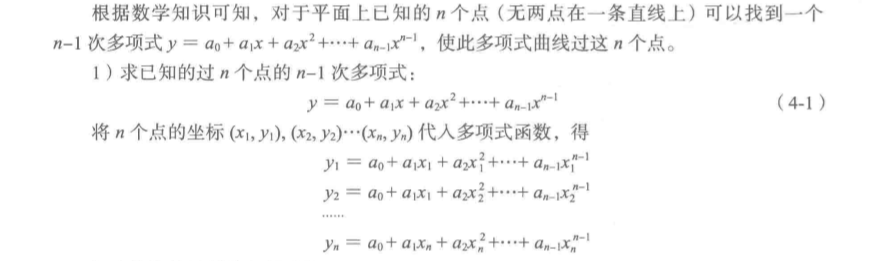 根据数学知识可知，对于平面上已知的 n 个点（无两点在一条直线上）可以找到一个
n–1 次多项式 y = a₀ + a₁x + a₂x² +⋯+ aₙ₋₁xⁿ⁻¹，使此多项式曲线过这 n 个点。
1）求已知的过 n 个点的 n–1 次多项式：
y = a₀ + a₁x + a₂x² +⋯+ aₙ₋₁xⁿ⁻¹ （4-1）
将 n 个点的坐标 (x₁, y₁), (x₂, y₂)⋯(xₙ, yₙ) 代入多项式函数，得
y₁ = a₀ + a₁x₁ + a₂x₁² +⋯+ aₙ₋₁x₁ⁿ⁻¹
y₂ = a₀ + a₁x₁ + a₂x₂² +⋯+ aₙ₋₁x₂ⁿ⁻¹
……
yₙ = a₀ + a₁xₙ + a₂xₙ² +⋯+ aₙ₋₁xₙⁿ⁻¹